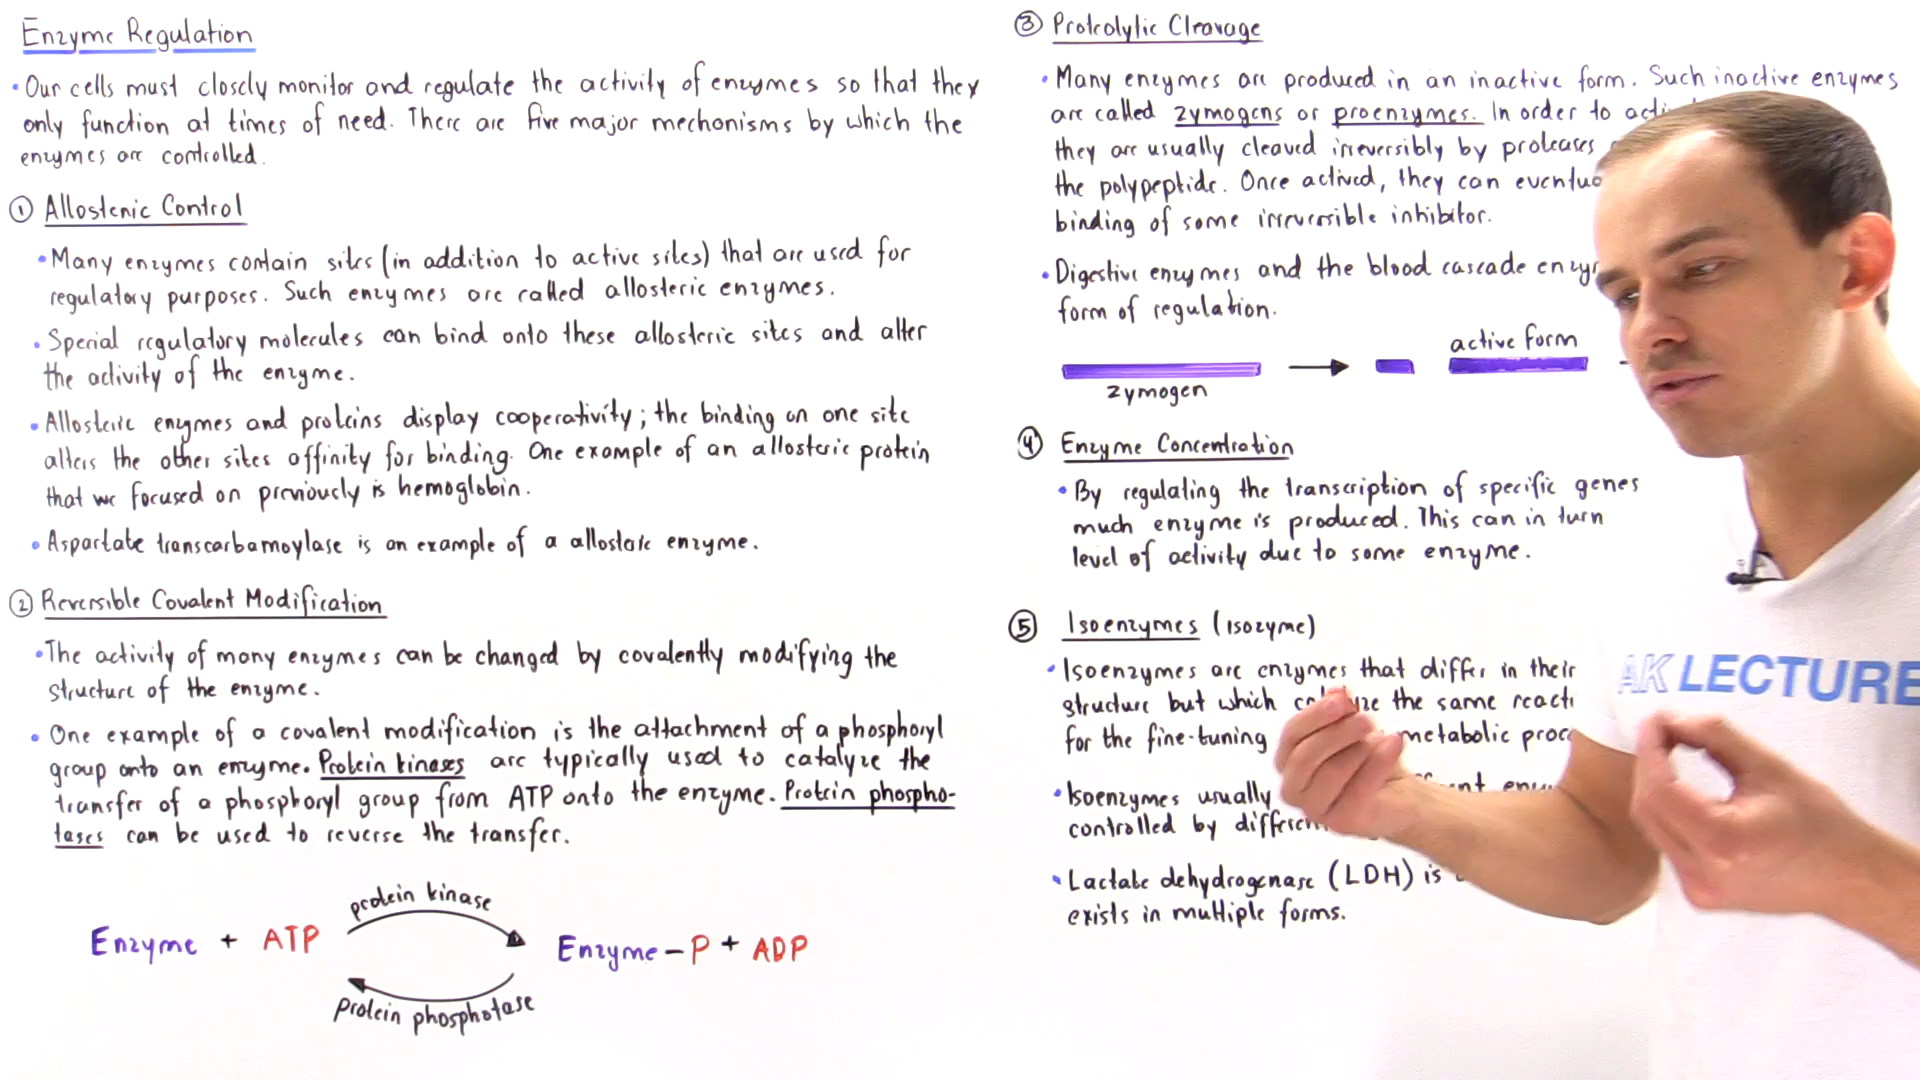 Enzyme Regulation
• Our cells must closely monitor and regulate the activity of enzymes so that they
only function at times of need. There are five major mechanisms by which the
enzymes are controlled.
① Allosteric Control
• Many enzymes contain sites (in addition to active sites) that are used for
regulatory purposes. Such enzymes are called allosteric enzymes.
• Special regulatory molecules can bind onto these allosteric sites and alter
the activity of the enzyme.
• Allosteric enzymes and proteins display cooperativity; the binding on one site
alters the other sites affinity for binding. One example of an allosteric protein
that we focused on previously is hemoglobin.
• Aspartate transcarbamoylase is an example of a allosteric enzyme.
② Reversible Covalent Modification
• The activity of many enzymes can be changed by covalently modifying the
structure of the enzyme.
• One example of a covalent modification is the attachment of a phosphoryl
group onto an enzyme. Protein kinases are typically used to catalyze the
transfer of a phosphoryl group from ATP onto the enzyme. Protein phospho-
tases can be used to reverse the transfer.
protein kinase
Enzyme + ATP
Enzyme – P + ADP
Protein phosphotase
③ Proteolytic Cleavage
• Many enzymes are produced in an inactive form. Such inactive enzymes
are called zymogens or proenzymes. In order to
they are usually cleaved irreversibly by proteases
the polypeptide. Once actived, they can
binding of some irreversible inhibitor.
• Digestive enzymes and the blood cascade
form of regulation.
active form
zymogen
④ Enzyme Concentration
• By regulating the transcription of specific genes
much enzyme is produced. This can in turn
level of activity due to some enzyme.
⑤ Isoenzymes (isozyme)
• Isoenzymes are enzymes that differ in their
structure but which the same
for the fine-tuning metabolic
• Isoenzymes usually
controlled by
• Lactate dehydrogenase (LDH) is
exists in multiple forms.
AK LECTURE